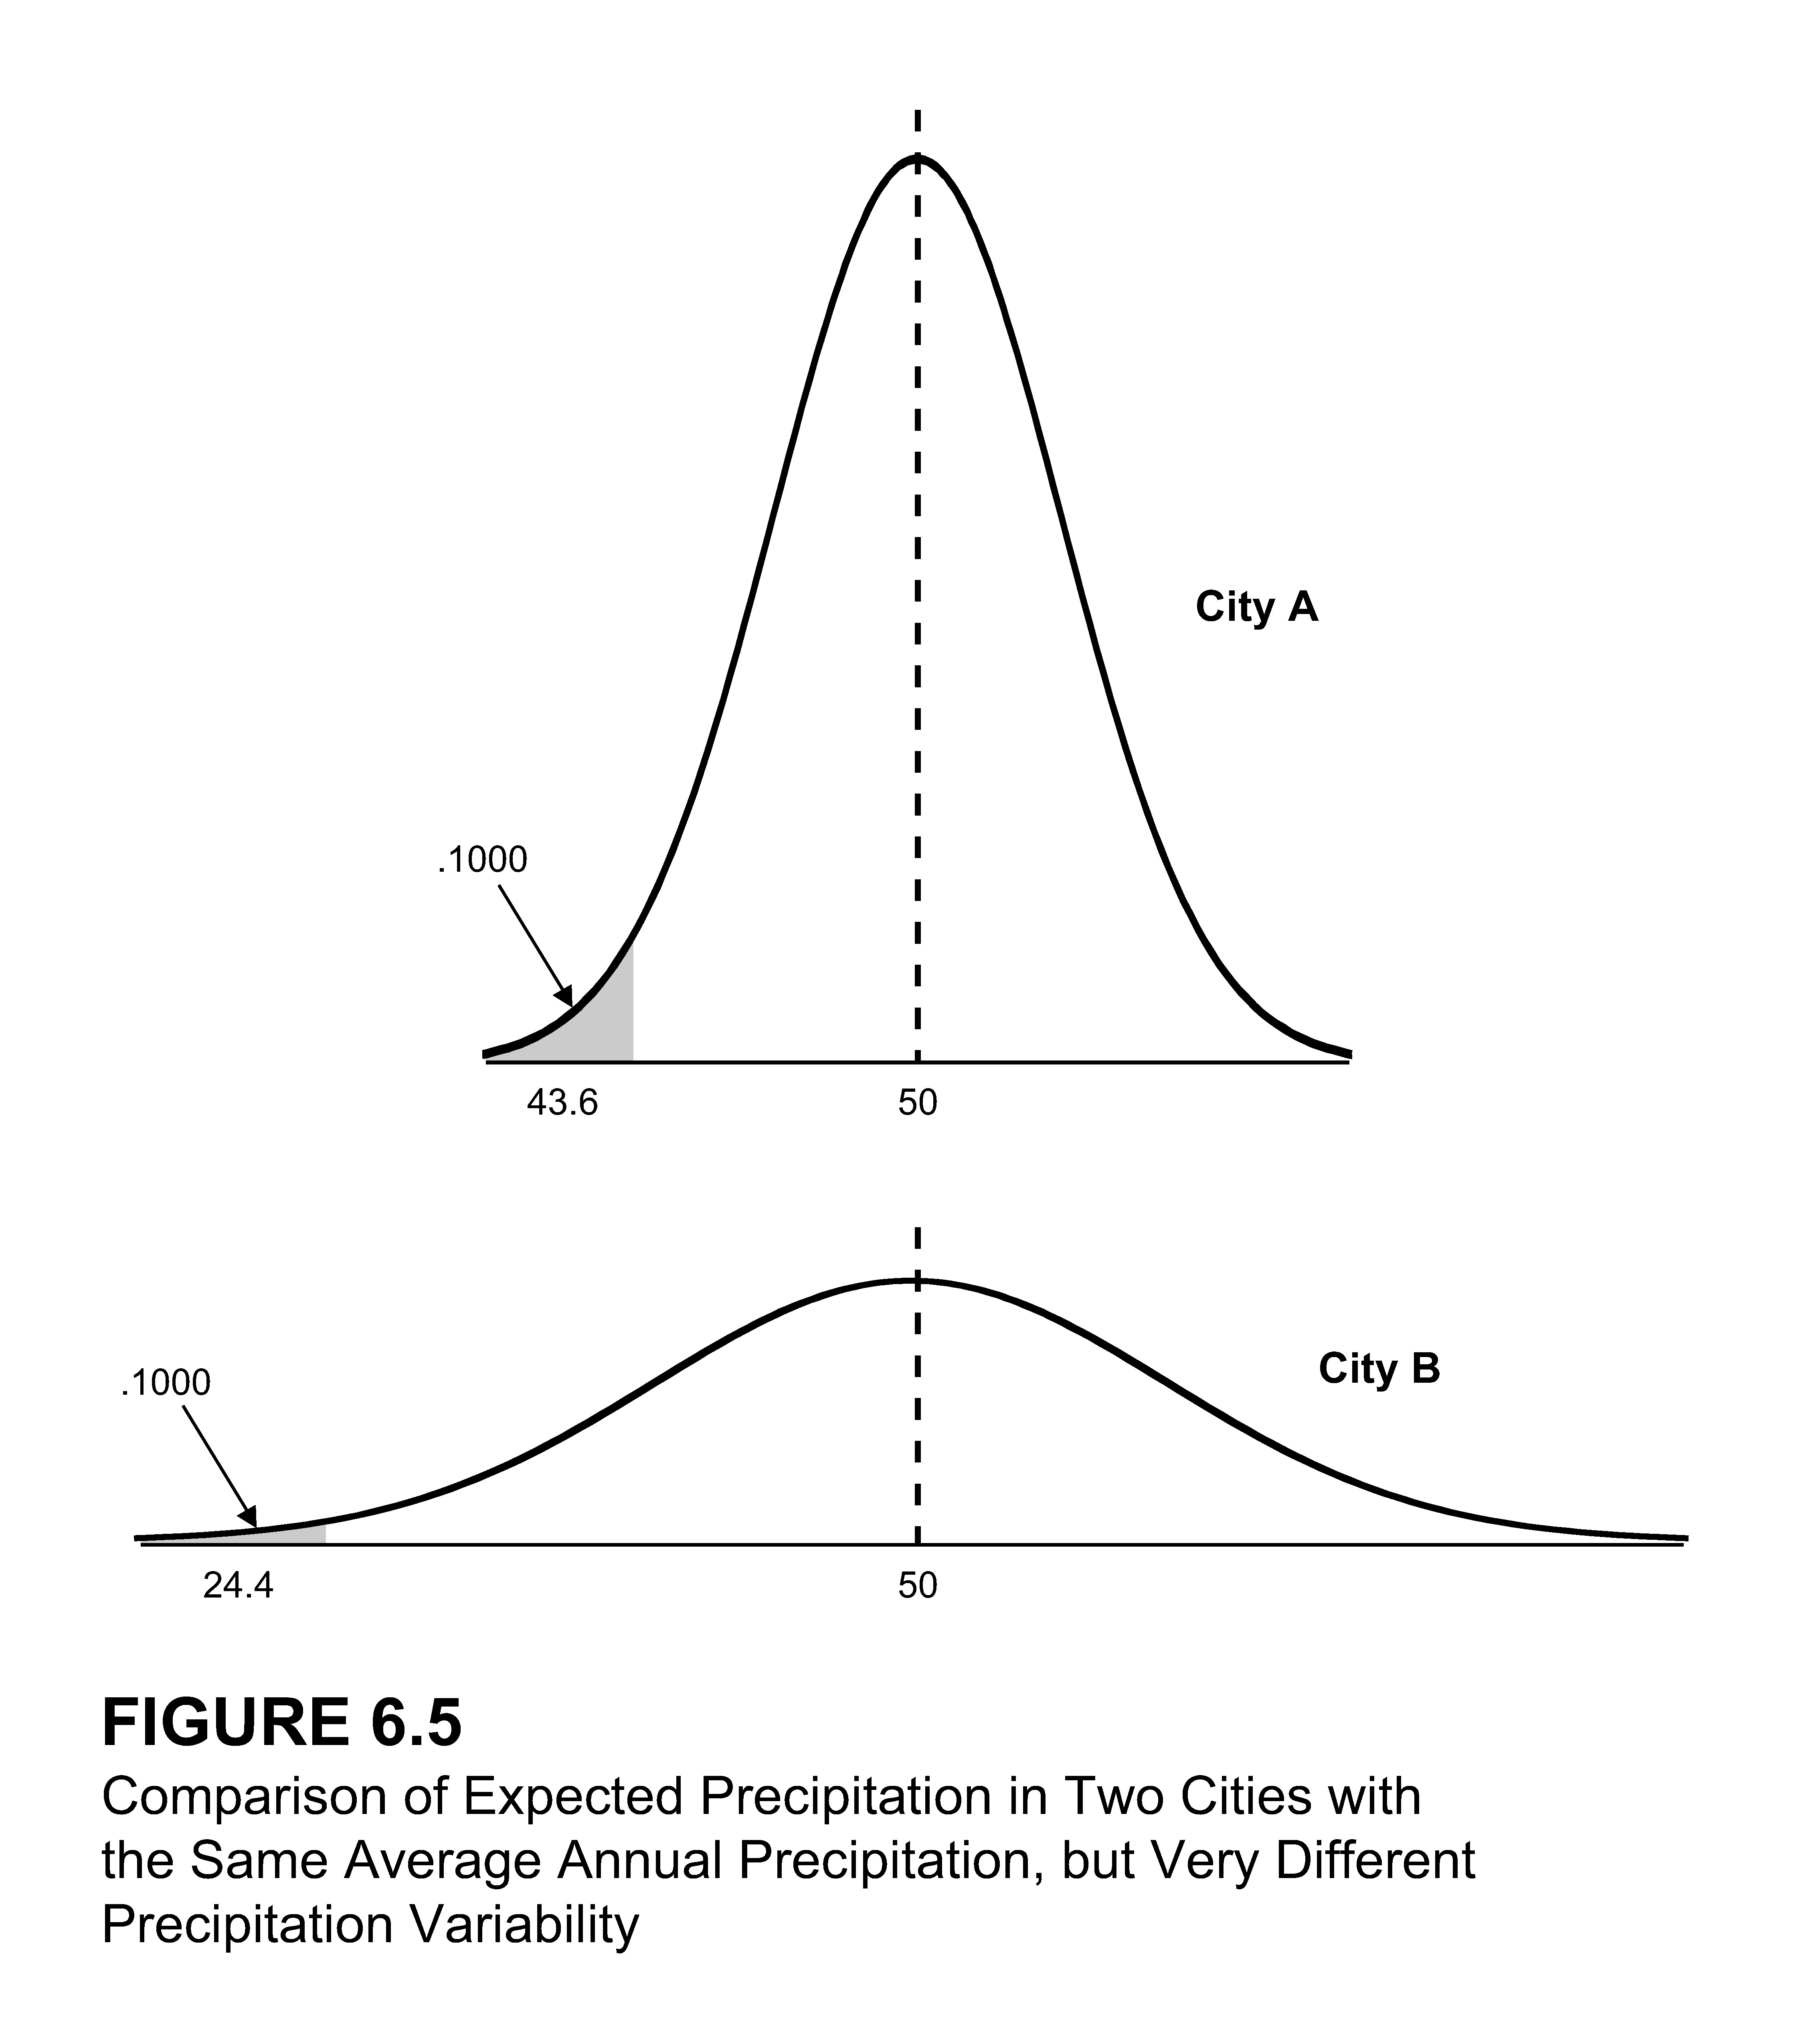 City A
.1000
43.6 50
City B
.1000
24.4 50
FIGURE 6.5
Comparison of Expected Precipitation in Two Cities with
the Same Average Annual Precipitation, but Very Different
Precipitation Variability